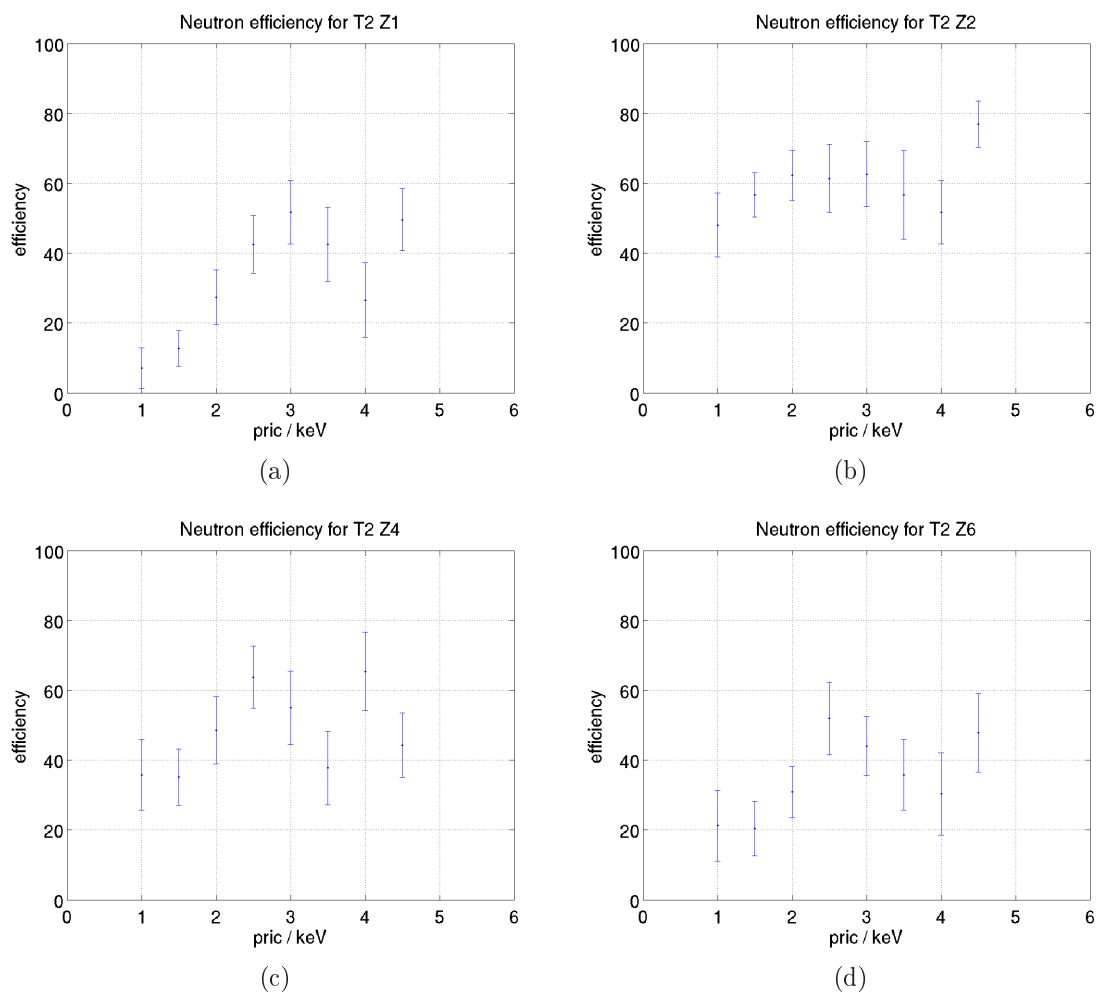 Neutron efficiency for T2 Z1
100
80
60
40
20
0
efficiency
0 1 2 3 4 5 6
pric / keV
(a)
Neutron efficiency for T2 Z2
100
80
60
40
20
0
efficiency
0 1 2 3 4 5 6
pric / keV
(b)
Neutron efficiency for T2 Z4
100
80
60
40
20
0
efficiency
0 1 2 3 4 5 6
pric / keV
(c)
Neutron efficiency for T2 Z6
100
80
60
40
20
0
efficiency
0 1 2 3 4 5 6
pric / keV
(d)